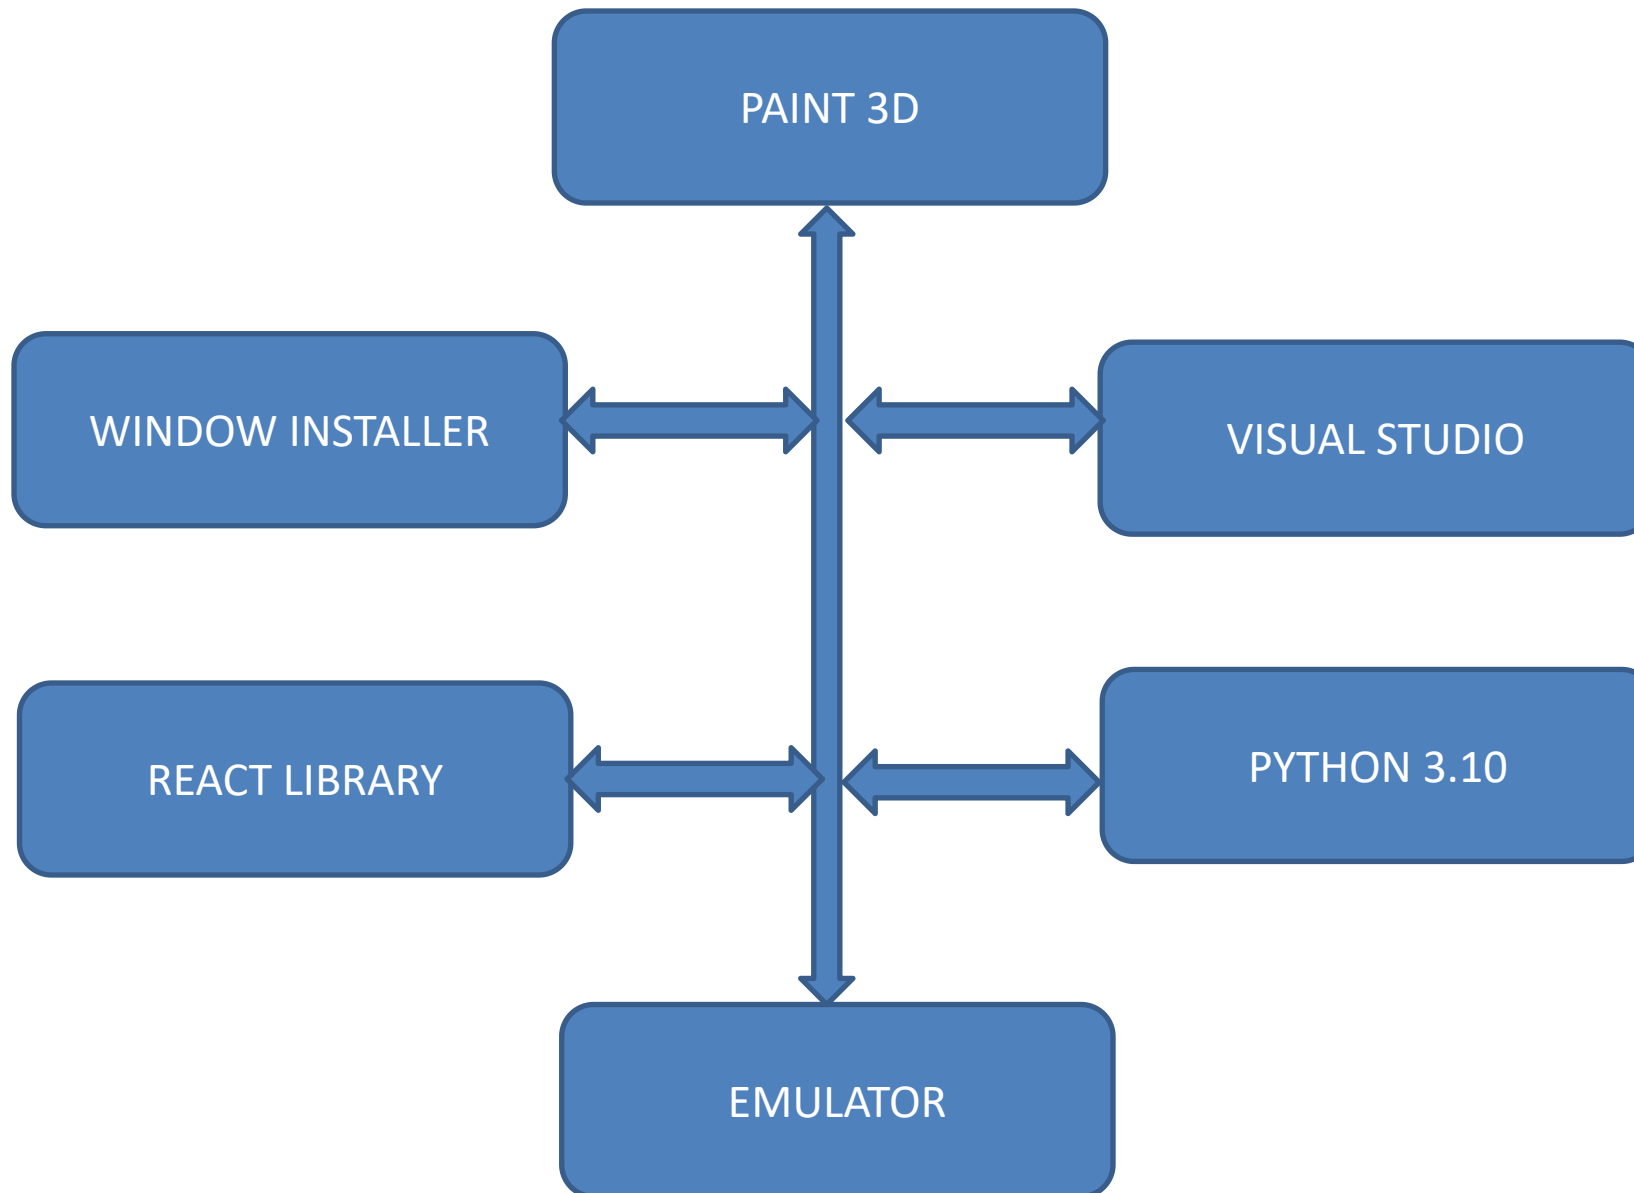 PAINT 3D
WINDOW INSTALLER
VISUAL STUDIO
REACT LIBRARY
PYTHON 3.10
EMULATOR